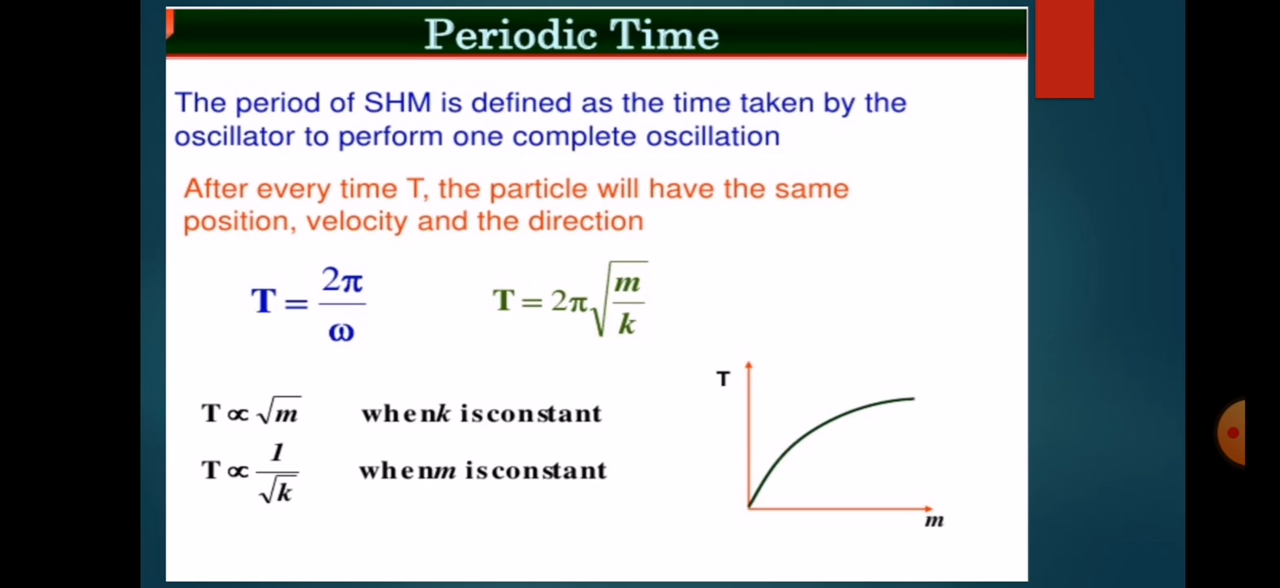 Periodic Time
The period of SHM is defined as the time taken by the
oscillator to perform one complete oscillation
After every time T, the particle will have the same
position, velocity and the direction
T = 2π/ω
T = 2π√(m/k)
T ∝ √m whenk isconstant
T ∝ 1/√k whenm isconstant
T
m